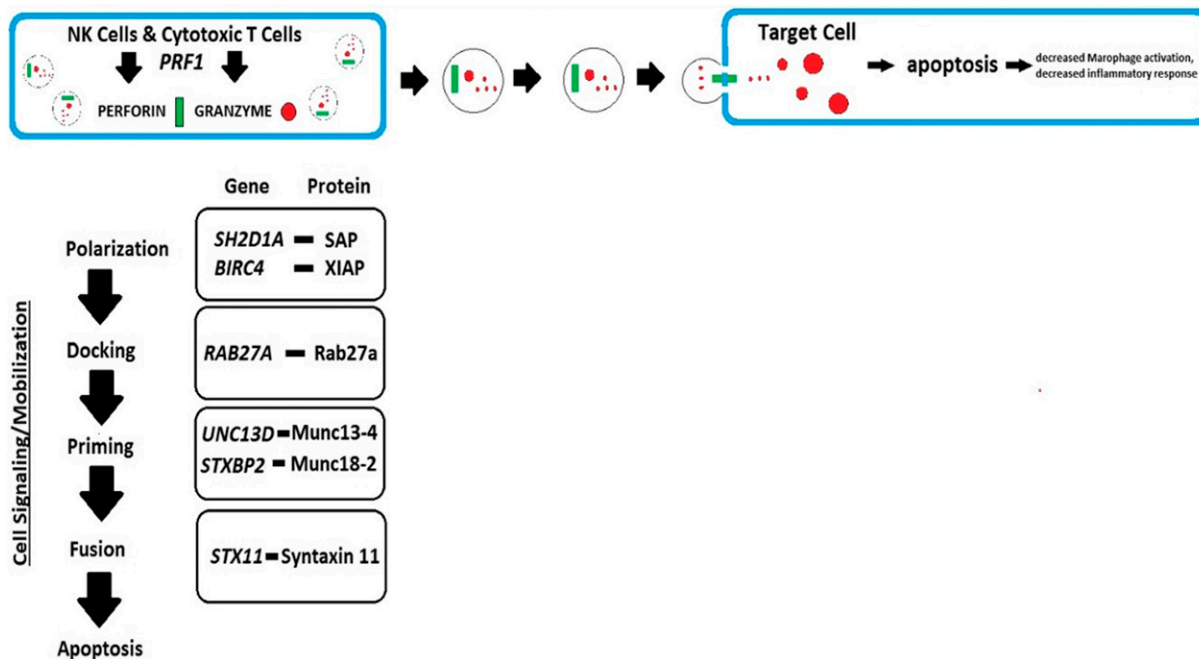 NK Cells & Cytotoxic T Cells
PRF1
PERFORIN GRANZYME
Target Cell
apoptosis
decreased Marophage activation,
decreased inflammatory response
Gene Protein
Polarization
SH2D1A SAP
BIRC4 XIAP
Cell Signaling/Mobilization
Docking
RAB27A Rab27a
Priming
UNC13D Munc13-4
STXBP2 Munc18-2
Fusion
STX11 Syntaxin 11
Apoptosis